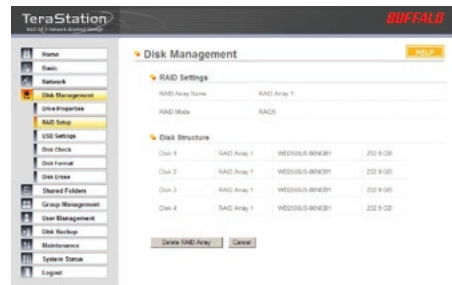 TeraStation
BUFFALO
Home
Basic
Network
Disk Management
Drive Properties
RAID Setup
USB Settings
Disk Check
Disk Format
Disk Erase
Shared Folders
Group Management
User Management
Disk Backup
Maintenance
System Status
Logout
Disk Management
HELP
RAID Settings
RAID Array Name RAID Array 1
RAID Mode RAID5
Disk Structure
Disk 1 RAID Array 1 232.9 GB
Disk 2 RAID Array 1 232.9 GB
Disk 3 RAID Array 1 232.9 GB
Disk 4 RAID Array 1 232.9 GB
Delete RAID Array Cancel